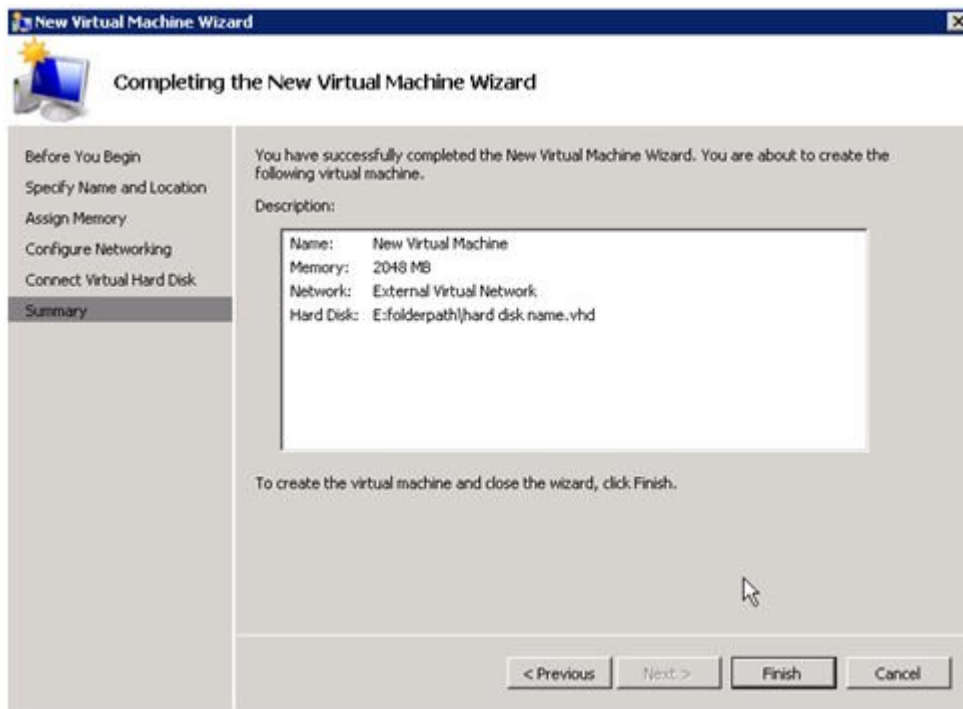 New Virtual Machine Wizard
Completing the New Virtual Machine Wizard
Before You Begin
Specify Name and Location
Assign Memory
Configure Networking
Connect Virtual Hard Disk
Summary
You have successfully completed the New Virtual Machine Wizard. You are about to create the
following virtual machine.
Description:
Name: New Virtual Machine
Memory: 2048 MB
Network: External Virtual Network
Hard Disk: E:folderpath\hard disk name.vhd
To create the virtual machine and close the wizard, click Finish.
< Previous Next > Finish Cancel